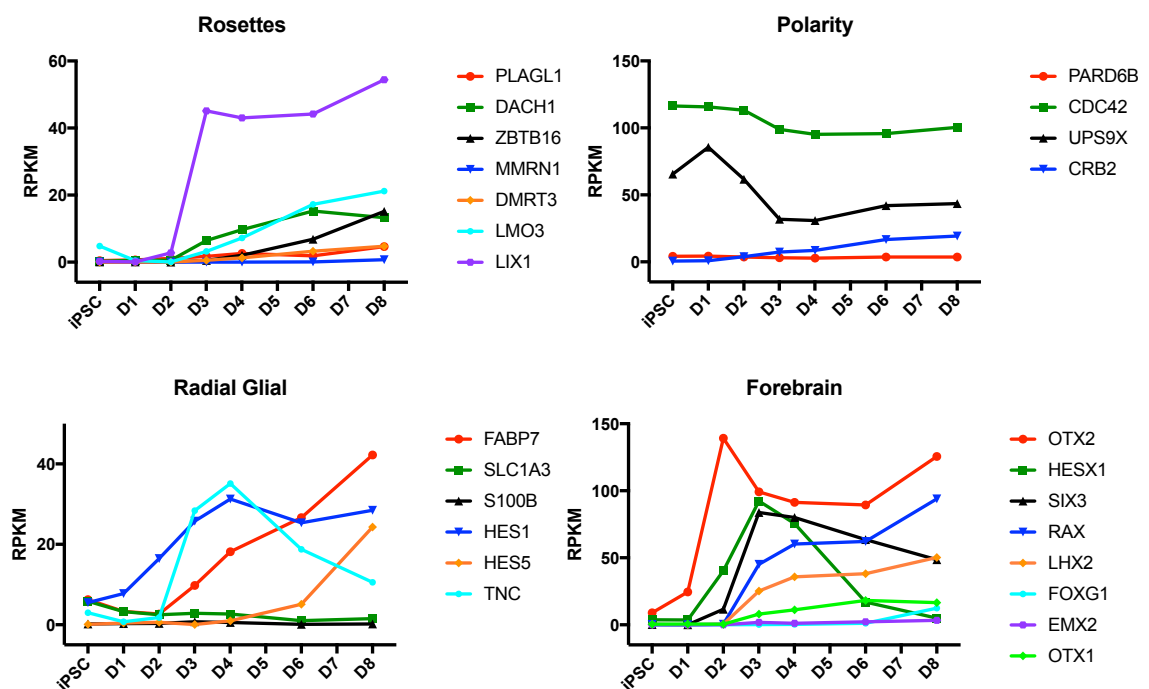 Rosettes
RPKM
60
40
20
0
iPSC D1 D2 D3 D4 D5 D6 D7 D8
PLAGL1
DACH1
ZBTB16
MMRN1
DMRT3
LMO3
LIX1
Polarity
RPKM
150
100
50
0
iPSC D1 D2 D3 D4 D5 D6 D7 D8
PARD6B
CDC42
UPS9X
CRB2
Radial Glial
RPKM
40
20
0
iPSC D1 D2 D3 D4 D5 D6 D7 D8
FABP7
SLC1A3
S100B
HES1
HES5
TNC
Forebrain
RPKM
150
100
50
0
iPSC D1 D2 D3 D4 D5 D6 D7 D8
OTX2
HESX1
SIX3
RAX
LHX2
FOXG1
EMX2
OTX1